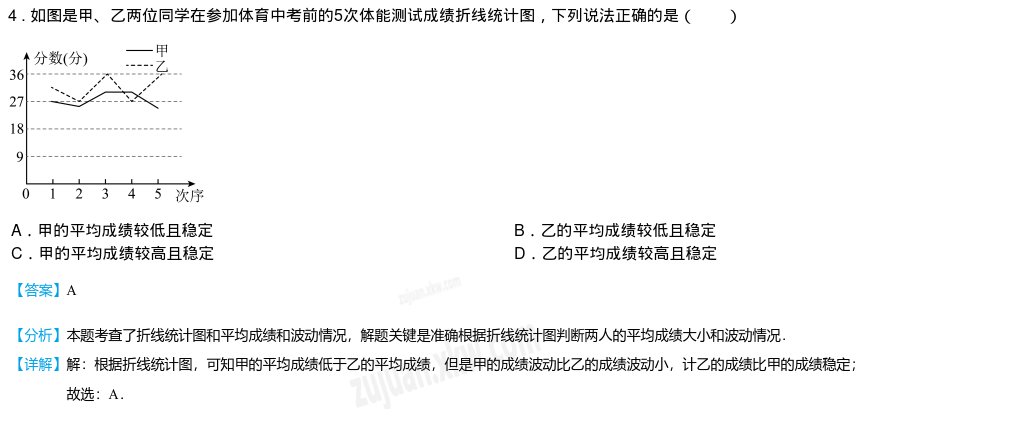 4．如图是甲、乙两位同学在参加体育中考前的5次体能测试成绩折线统计图，下列说法正确的是（　　）
甲
分数(分)
乙
36
27
18
9
0 1 2 3 4 5 次序
A．甲的平均成绩较低且稳定 B．乙的平均成绩较低且稳定
C．甲的平均成绩较高且稳定 D．乙的平均成绩较高且稳定
【答案】A
zujuan.xkw.com
【分析】本题考查了折线统计图和平均成绩和波动情况，解题关键是准确根据折线统计图判断两人的平均成绩大小和波动情况．
【详解】解：根据折线统计图，可知甲的平均成绩低于乙的平均成绩，但是甲的成绩波动比乙的成绩波动小，计乙的成绩比甲的成绩稳定；
zujuan.xkw.com
故选：A．